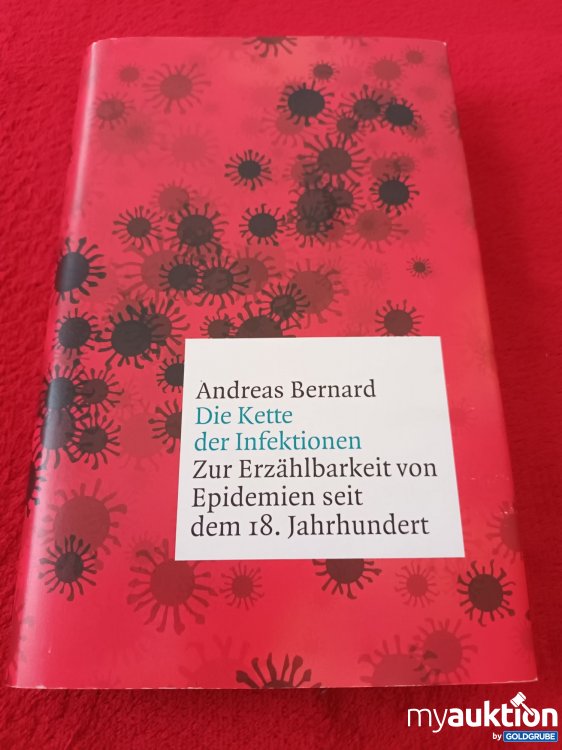 Andreas Bernard
Die Kette
der Infektionen
Zur Erzählbarkeit von
Epidemien seit
dem 18. Jahrhundert
myauktion
by GOLDGRUBE